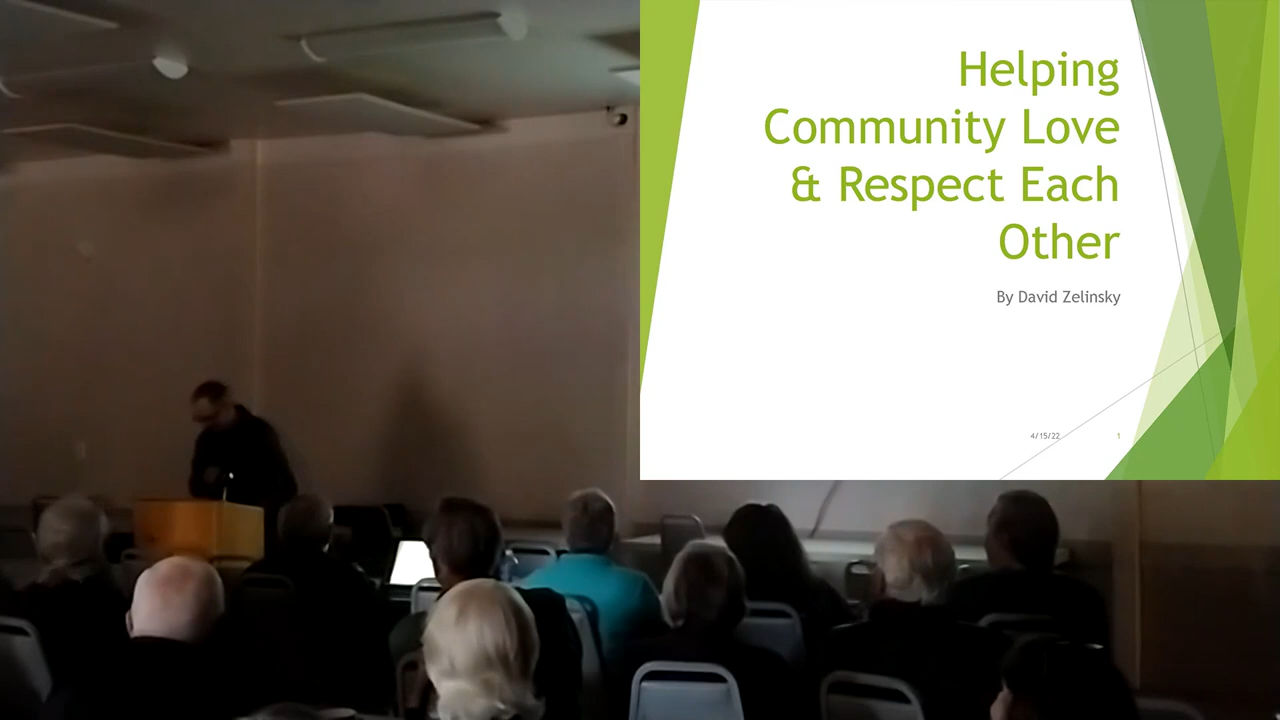 Helping
Community Love
& Respect Each
Other
By David Zelinsky
4/15/22
1